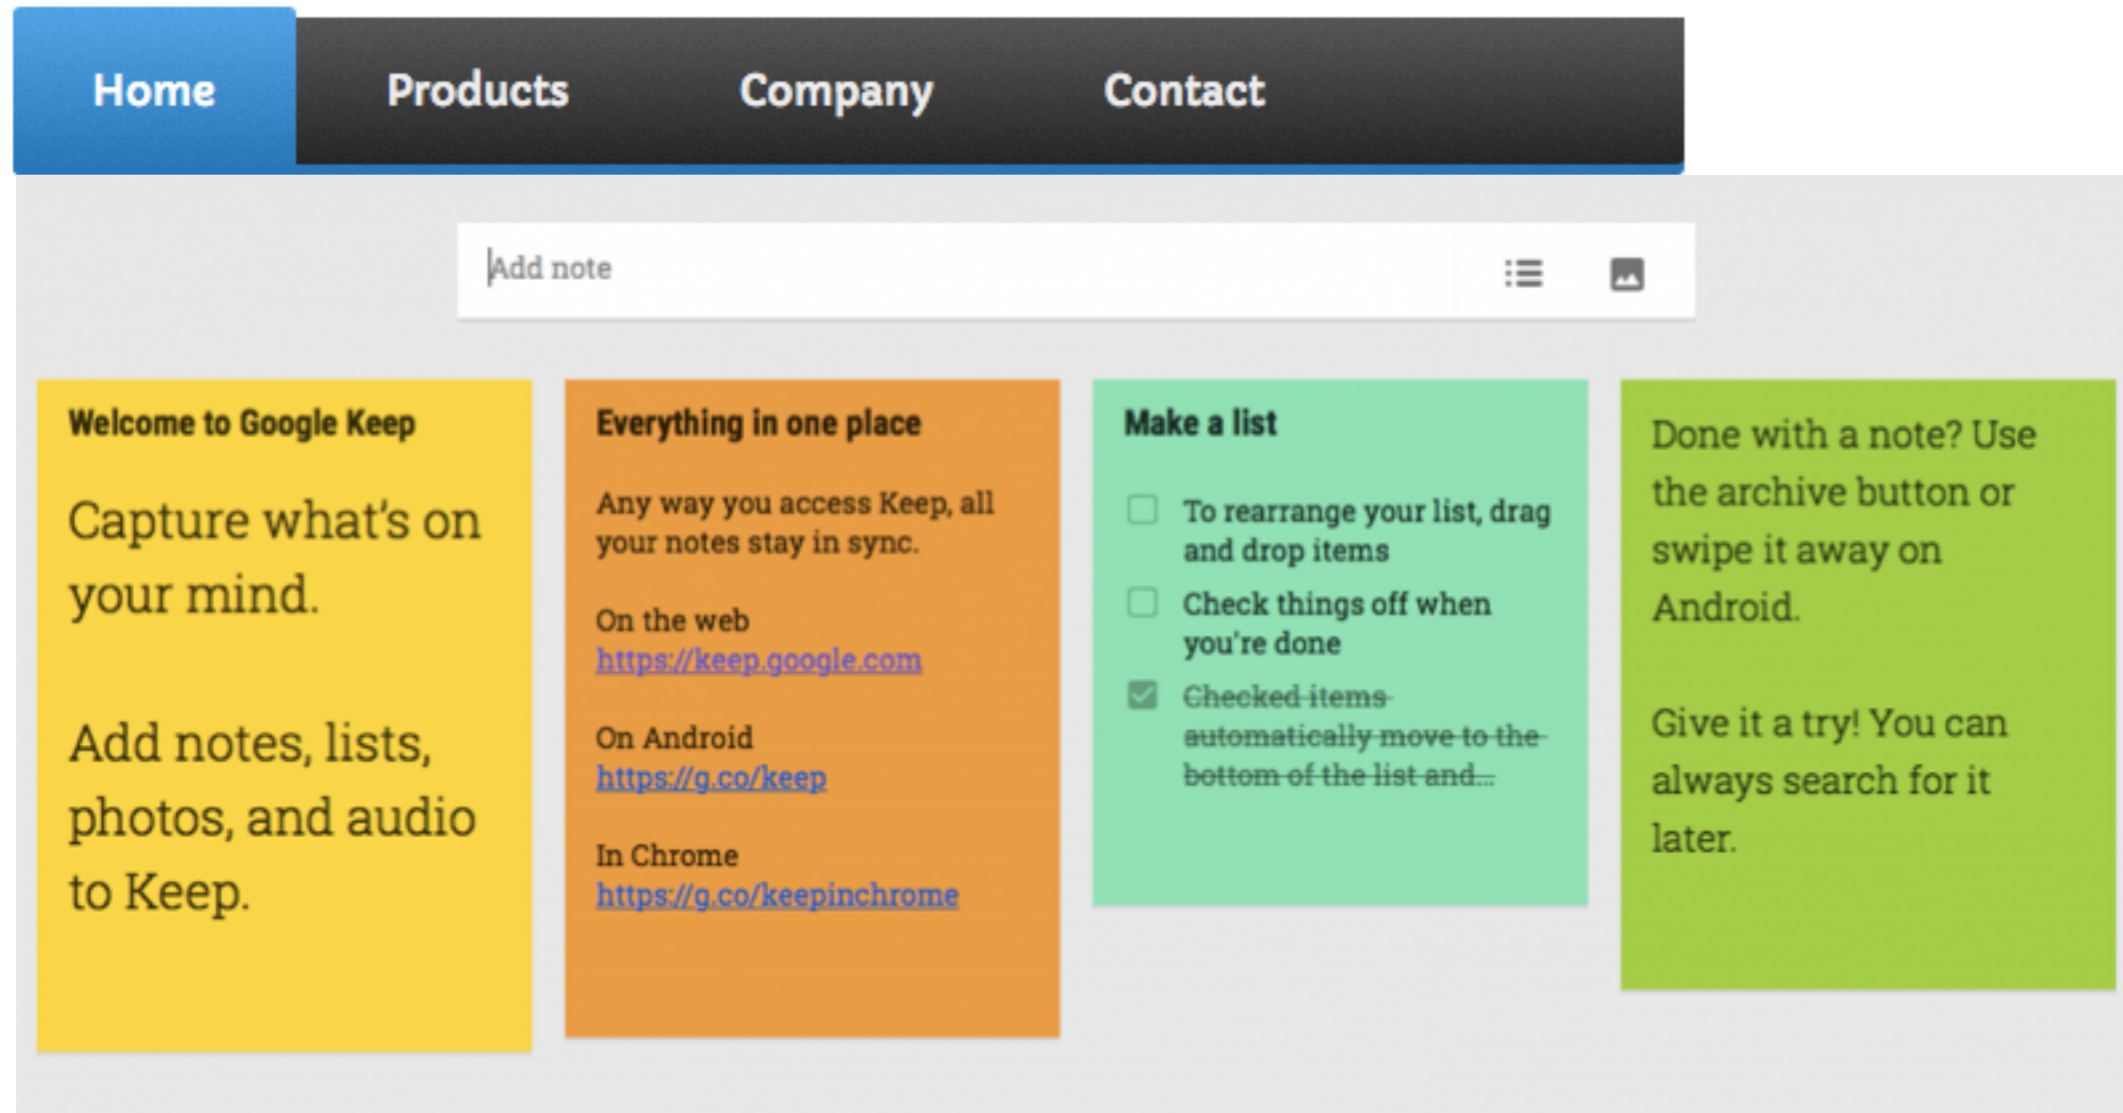 Home Products Company Contact
Add note
Welcome to Google Keep
Capture what's on
your mind.
Add notes, lists,
photos, and audio
to Keep.
Everything in one place
Any way you access Keep, all
your notes stay in sync.
On the web
https://keep.google.com
On Android
https://g.co/keep
In Chrome
https://g.co/keepinchrome
Make a list
To rearrange your list, drag
and drop items
Check things off when
you're done
Checked items
automatically move to the
bottom of the list and...
Done with a note? Use
the archive button or
swipe it away on
Android.
Give it a try! You can
always search for it
later.